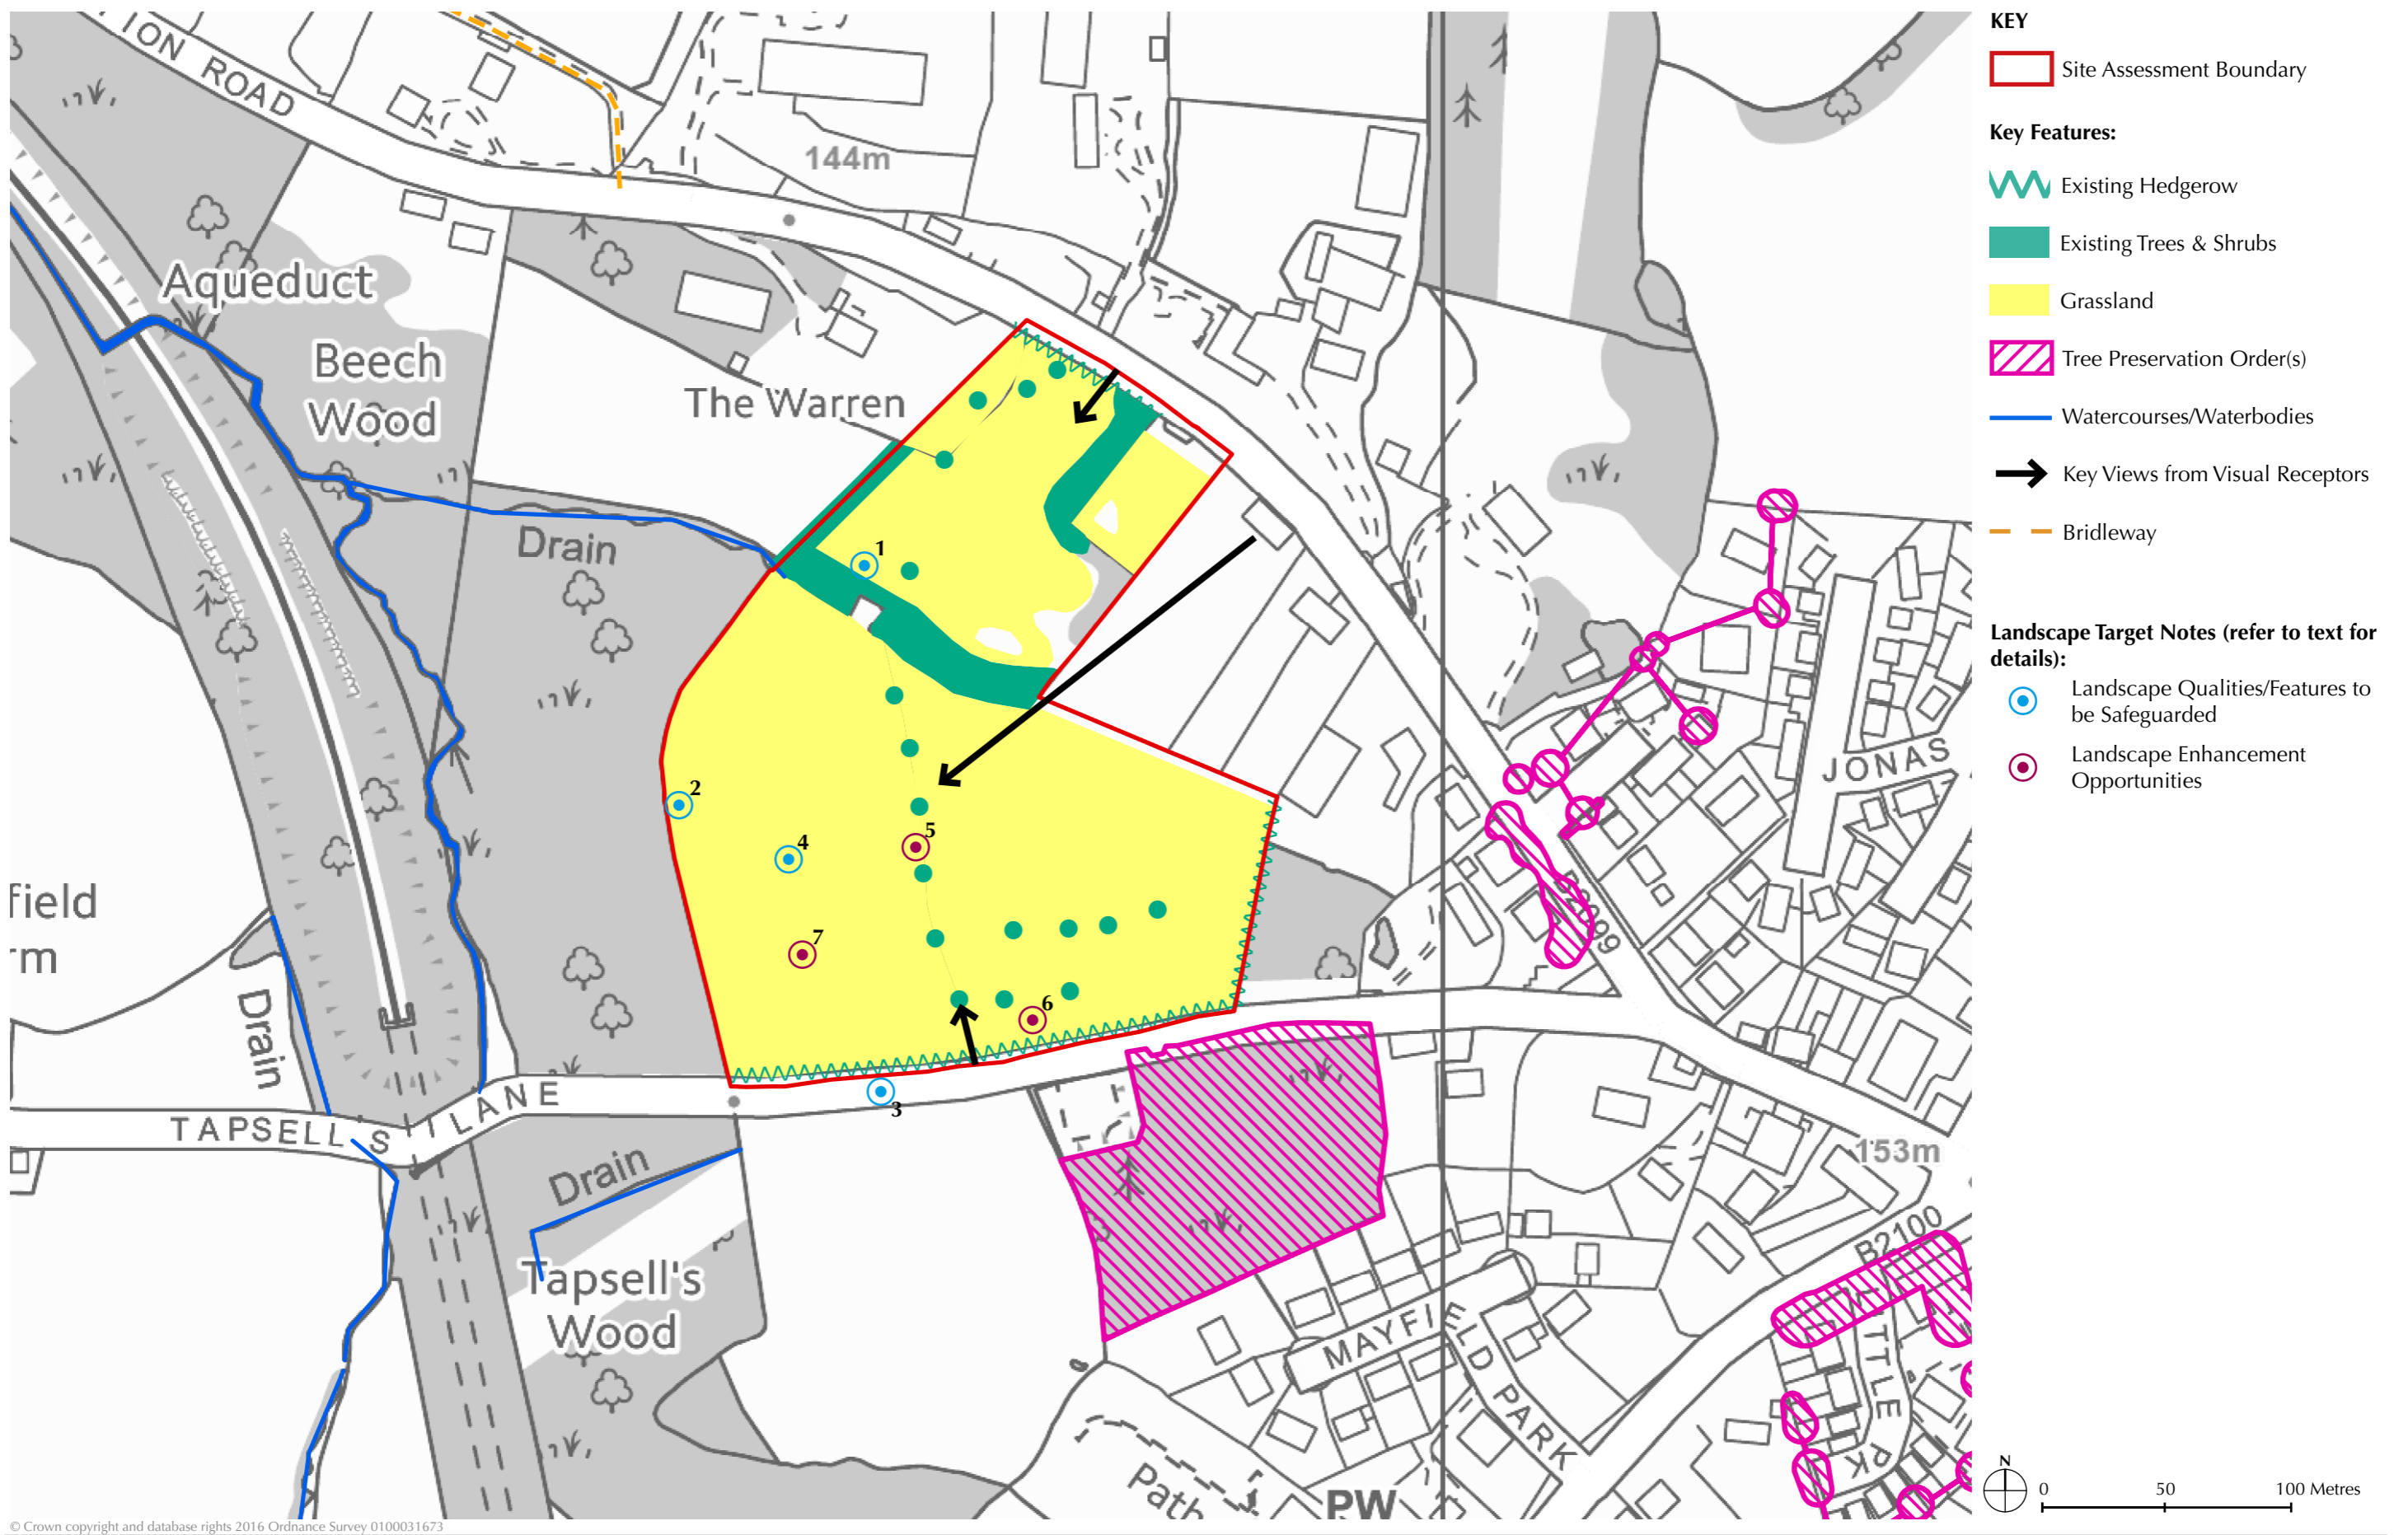 TION ROAD
144m
Aqueduct
Beech
Wood
The Warren
Drain
1
2
4
5
7
6
3
field
rm
Drain
TAPSELL'S LANE
Drain
Tapsell's
Wood
JONAS
153m
B2100
LITTLE PK
MAYFIELD PARK
Path
PW
KEY
Site Assessment Boundary
Key Features:
Existing Hedgerow
Existing Trees & Shrubs
Grassland
Tree Preservation Order(s)
Watercourses/Waterbodies
Key Views from Visual Receptors
Bridleway
Landscape Target Notes (refer to text for
details):
Landscape Qualities/Features to
be Safeguarded
Landscape Enhancement
Opportunities
N
0 50 100 Metres
© Crown copyright and database rights 2016 Ordnance Survey 0100031673